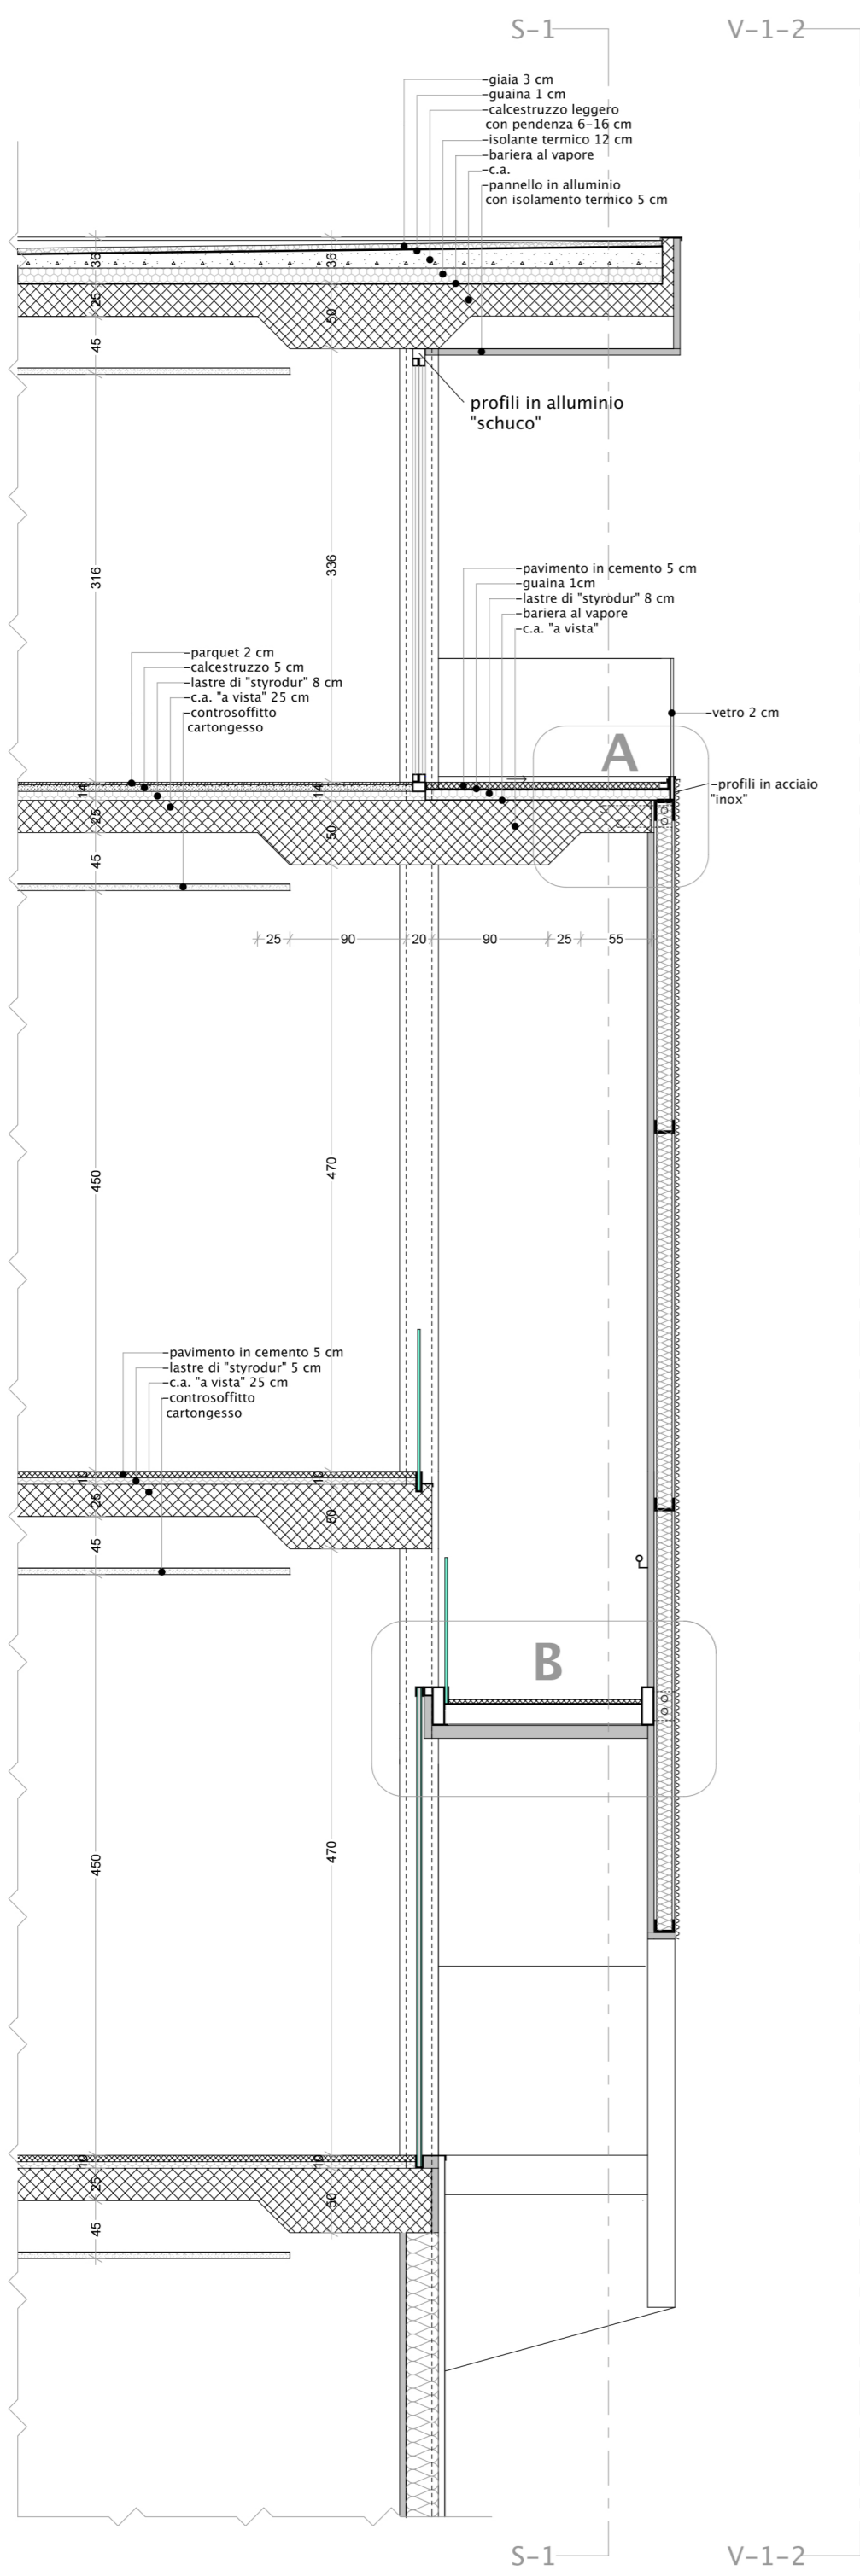 S-1
V-1-2
-giaia 3 cm
-guaina 1 cm
-calcestruzzo leggero
con pendenza 6-16 cm
-isolante termico 12 cm
-bariera al vapore
-c.a.
-pannello in alluminio
con isolamento termico 5 cm
36
36
25
50
45
profili in alluminio
"schuco"
316
336
-pavimento in cemento 5 cm
-guaina 1cm
-lastre di "styrodur" 8 cm
-bariera al vapore
-c.a. "a vista"
-parquet 2 cm
-calcestruzzo 5 cm
-lastre di "styrodur" 8 cm
-c.a. "a vista" 25 cm
-controsoffitto
cartongesso
-vetro 2 cm
A
-profili in acciaio
"inox"
14
14
25
50
45
25
90
20
90
25
55
450
470
-pavimento in cemento 5 cm
-lastre di "styrodur" 5 cm
-c.a. "a vista" 25 cm
-controsoffitto
cartongesso
10
10
25
60
45
B
450
470
10
10
25
50
45
S-1
V-1-2